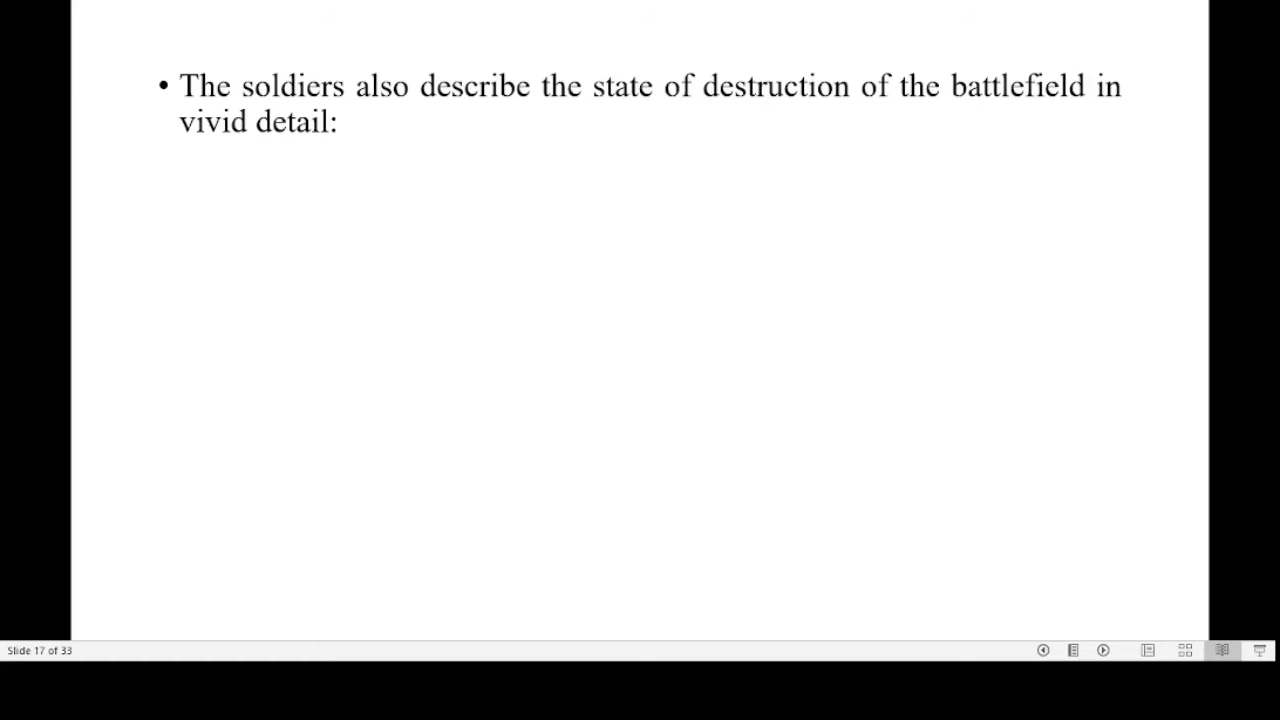 • The soldiers also describe the state of destruction of the battlefield in
vivid detail:
Slide 17 of 33